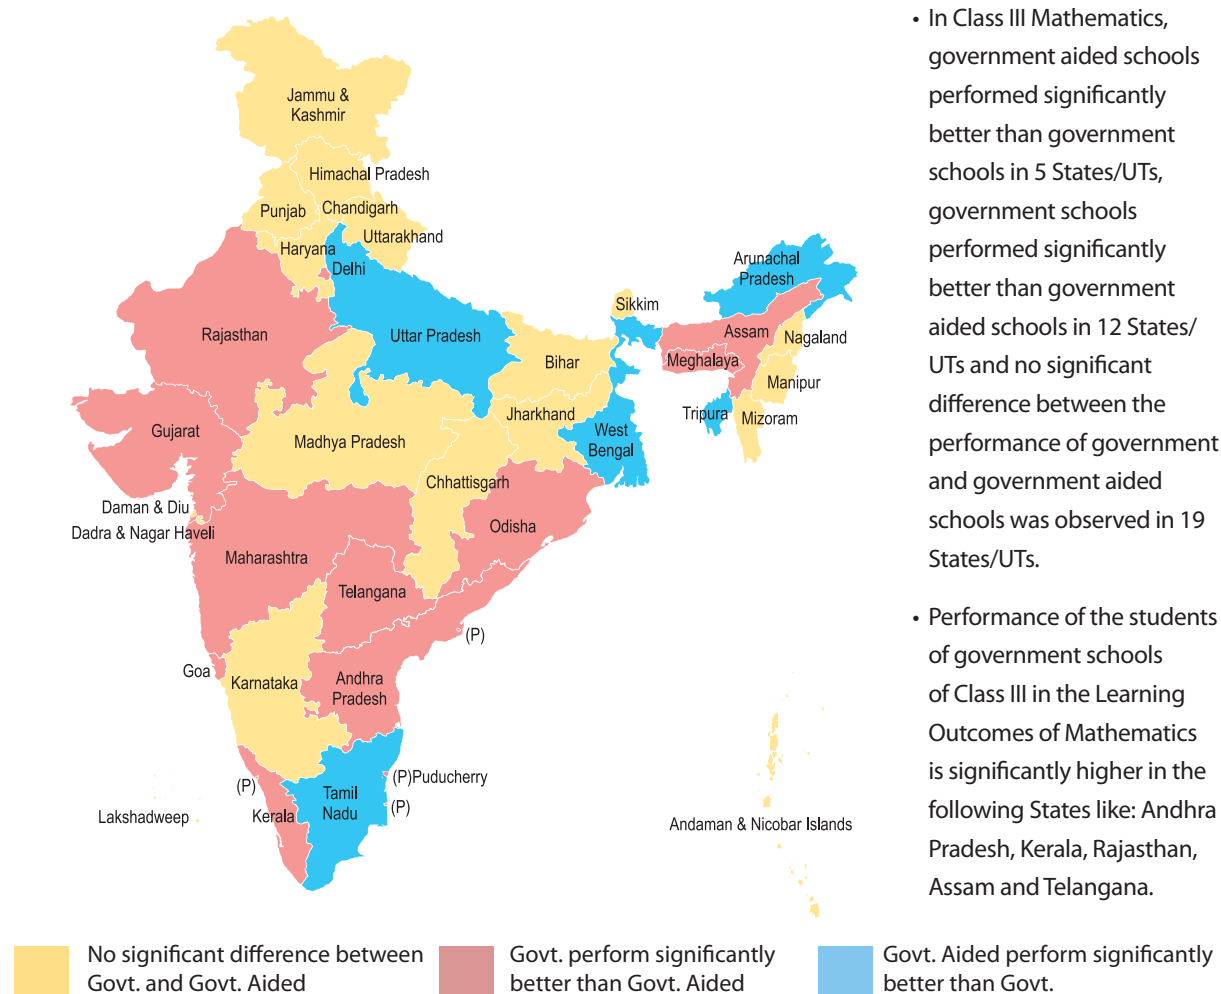 Jammu &
Kashmir
Himachal Pradesh
Punjab
Chandigarh
Uttarakhand
Haryana
Delhi
Arunachal
Pradesh
Sikkim
Rajasthan
Uttar Pradesh
Assam
Nagaland
Bihar
Meghalaya
Manipur
Jharkhand
Tripura
Mizoram
Gujarat
Madhya Pradesh
West
Bengal
Chhattisgarh
Daman & Diu
Dadra & Nagar Haveli
Odisha
Maharashtra
Telangana
(P)
Goa
Karnataka
Andhra
Pradesh
(P)Puducherry
(P)
Tamil
Nadu
(P)
Lakshadweep
Kerala
Andaman & Nicobar Islands
• In Class III Mathematics,
government aided schools
performed significantly
better than government
schools in 5 States/UTs,
government schools
performed significantly
better than government
aided schools in 12 States/
UTs and no significant
difference between the
performance of government
and government aided
schools was observed in 19
States/UTs.
• Performance of the students
of government schools
of Class III in the Learning
Outcomes of Mathematics
is significantly higher in the
following States like: Andhra
Pradesh, Kerala, Rajasthan,
Assam and Telangana.
No significant difference between
Govt. and Govt. Aided
Govt. perform significantly
better than Govt. Aided
Govt. Aided perform significantly
better than Govt.